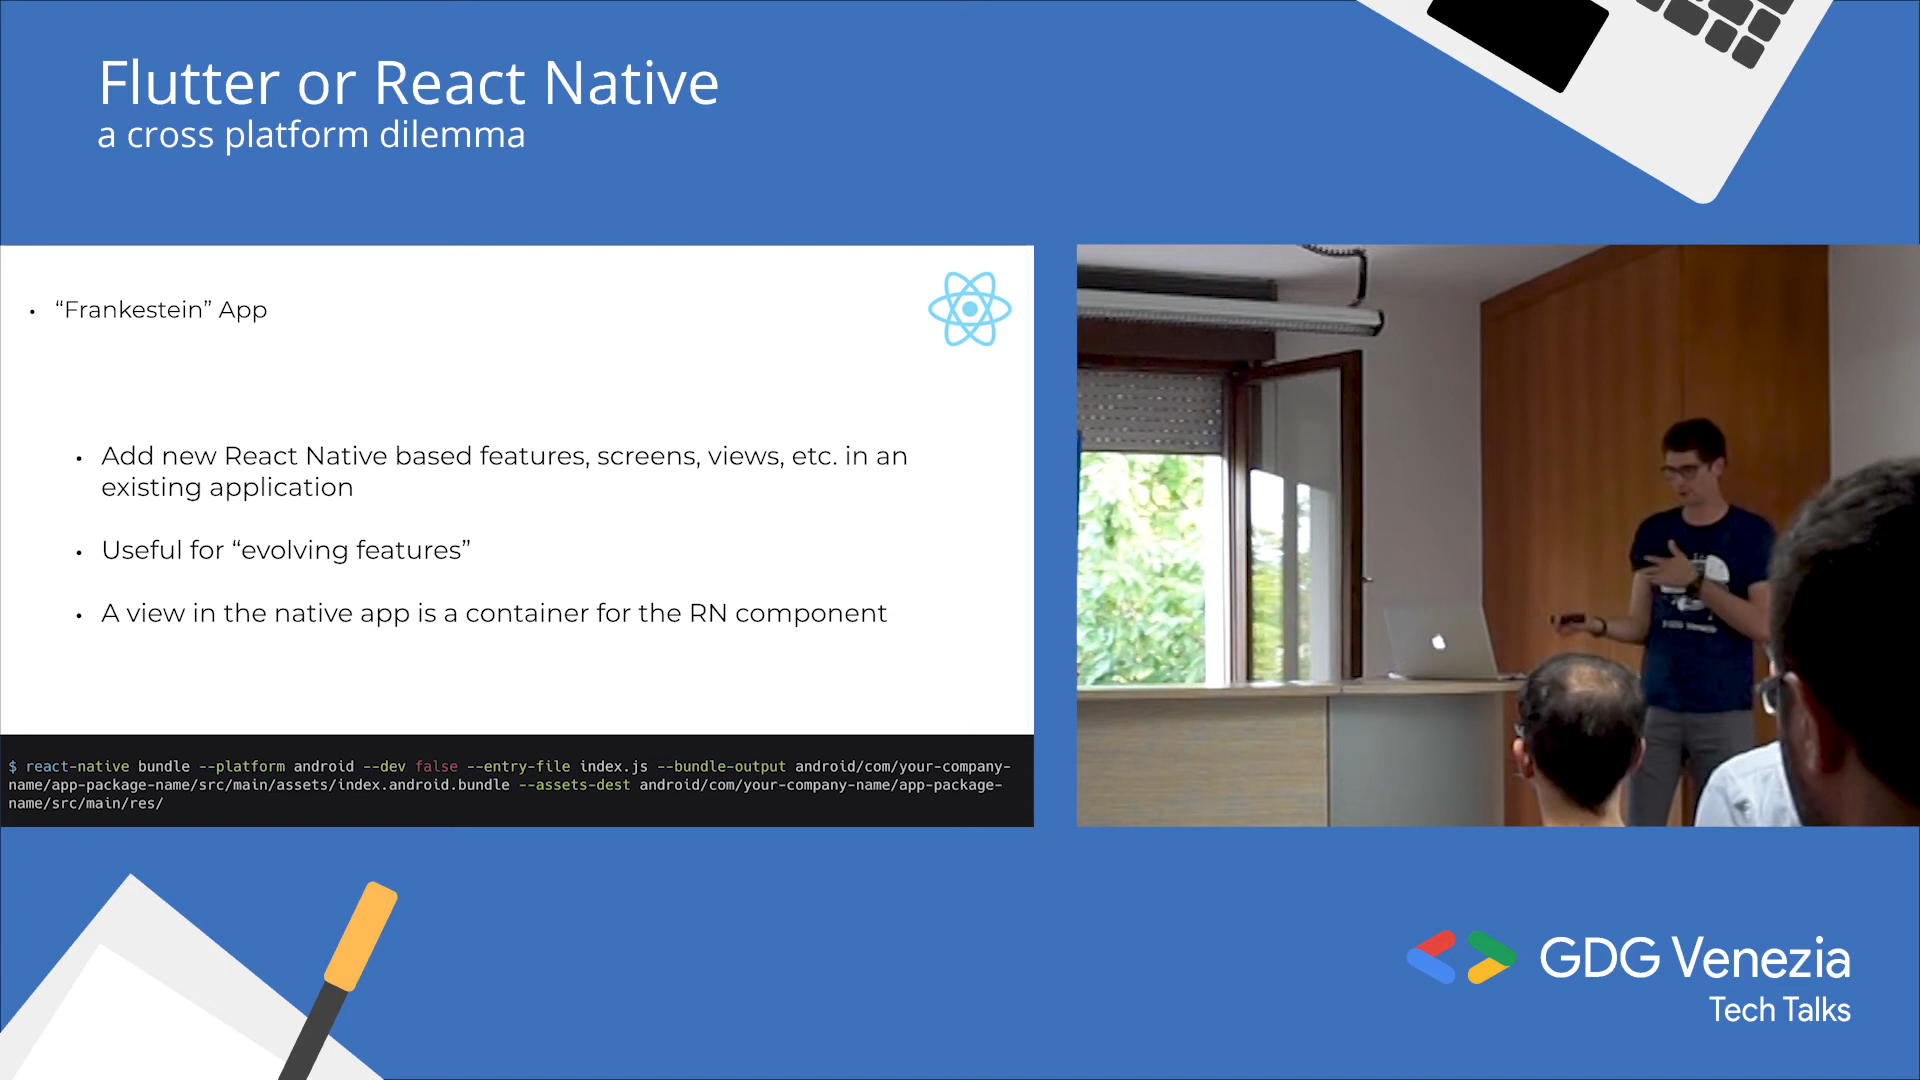 Flutter or React Native
a cross platform dilemma
• “Frankestein” App
• Add new React Native based features, screens, views, etc. in an
existing application
• Useful for “evolving features”
• A view in the native app is a container for the RN component
$ react-native bundle --platform android --dev false --entry-file index.js --bundle-output android/com/your-company-
name/app-package-name/src/main/assets/index.android.bundle --assets-dest android/com/your-company-name/app-package-
name/src/main/res/
GDG Venezia
Tech Talks